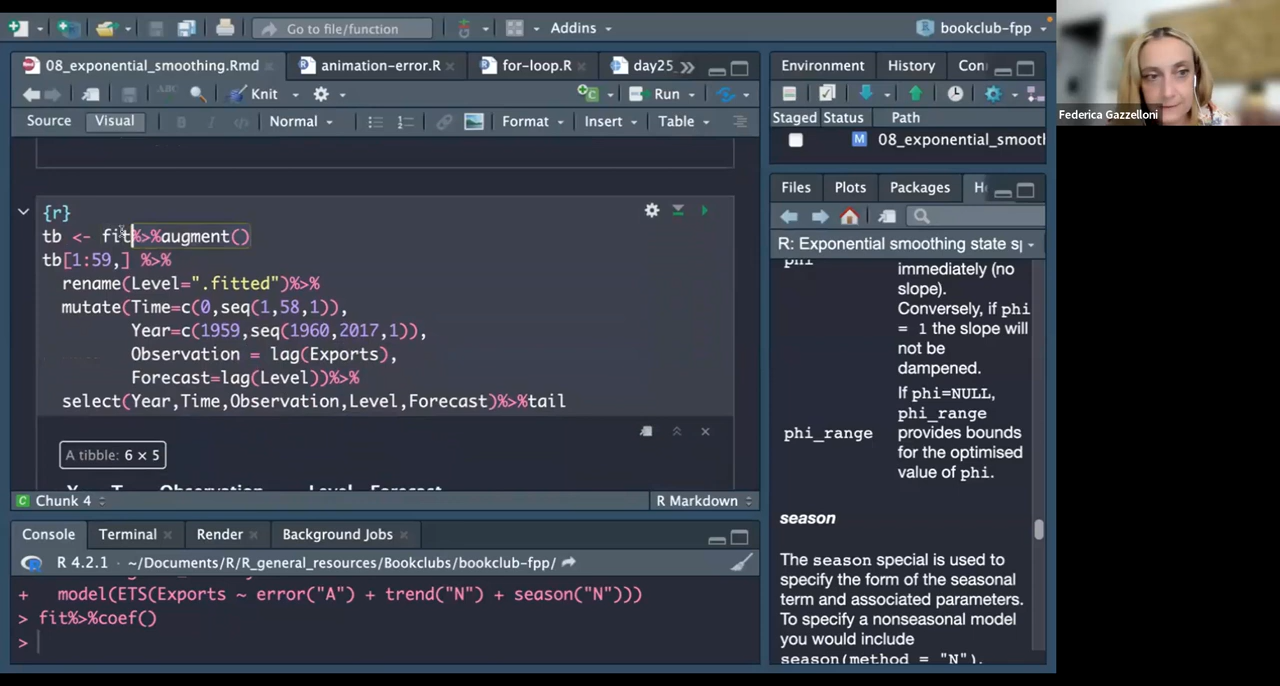 Go to file/function
Addins
bookclub-fpp
08_exponential_smoothing.Rmd
animation-error.R
for-loop.R
day25_
Knit
Run
Source
Visual
Normal
Format
Insert
Table
{r}
tb <- fit%>%augment()
tb[1:59,] %>%
rename(Level=".fitted")%>%
mutate(Time=c(0,seq(1,58,1)),
Year=c(1959,seq(1960,2017,1)),
Observation = lag(Exports),
Forecast=lag(Level))%>%
select(Year,Time,Observation,Level,Forecast)%>%tail
A tibble: 6 × 5
Chunk 4
R Markdown
Console
Terminal
Render
Background Jobs
R 4.2.1 · ~/Documents/R/R_general_resources/Bookclubs/bookclub-fpp/
+ model(ETS(Exports ~ error("A") + trend("N") + season("N")))
> fit%>%coef()
>
Environment
History
Con
Staged
Status
Path
M
08_exponential_smooth
Files
Plots
Packages
R: Exponential smoothing state s
phi
immediately (no
slope).
Conversely, if phi
= 1 the slope will
not be
dampened.
If phi=NULL,
phi_range
provides bounds
for the optimised
value of phi.
phi_range
season
The season special is used to
specify the form of the seasonal
term and associated parameters.
To specify a nonseasonal model
you would include
season(method = "N").
Federica Gazzelloni